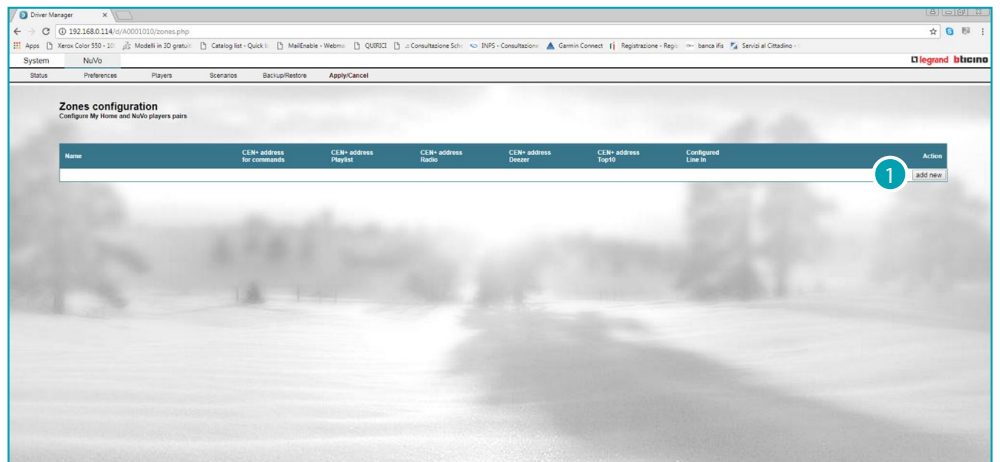 Driver Manager
192.168.0.114/d/A0001010/zones.php
Apps Xerox Color 550 - 10 Modelli in 3D gratuiti Catalog list - Quick MailEnable - Webma QUIRICI Consultazione Sche INPS - Consultazione Garmin Connect Registrazione - Regi banca ifis Servizi al Cittadino -
System NuVo legrand bticino
Status Preferences Players Scenarios Backup/Restore Apply/Cancel
Zones configuration
Configure My Home and NuVo players pairs
Name CEN+ address for commands CEN+ address Playlist CEN+ address Radio CEN+ address Deezer CEN+ address Top10 Configured Line In Action
1 add new